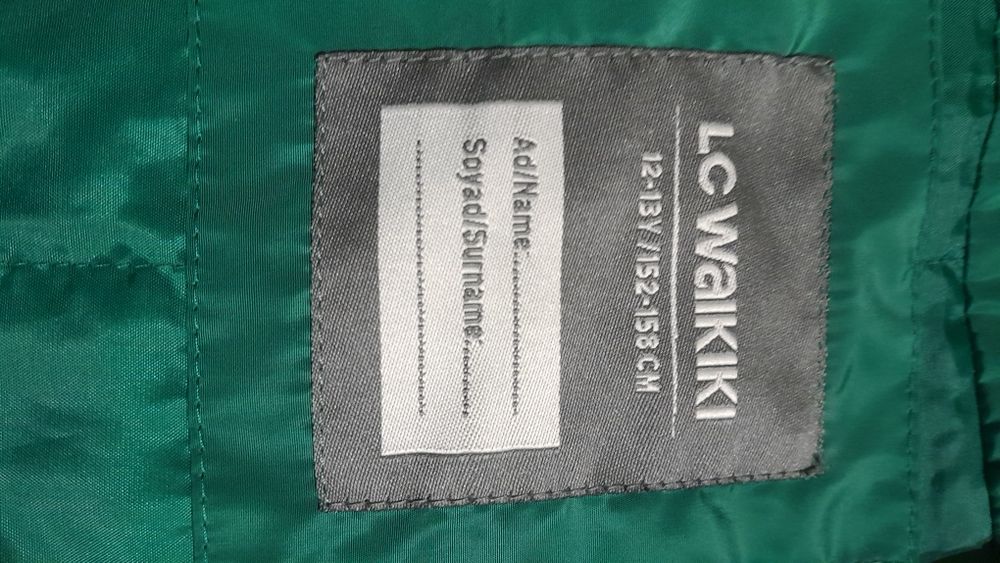 LC WAIKIKI
12-13Y/152-158 CM
Ad/Name:....................
Soyad/Surname:..........
........................................